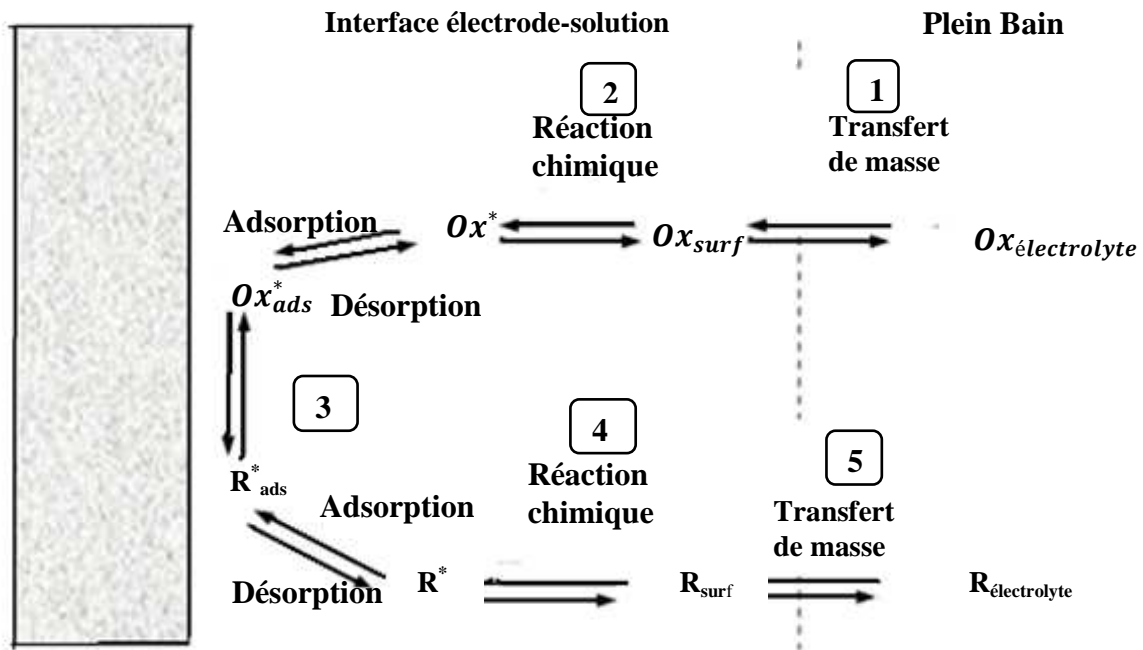 Interface électrode-solution
Plein Bain
2
1
Réaction
chimique
Transfert
de masse
Adsorption
Ox*
Ox_surf
Ox_électrolyte
Ox*_ads
Désorption
3
4
5
R*_ads
Réaction
chimique
Adsorption
Transfert
de masse
Désorption
R*
R_surf
R_électrolyte